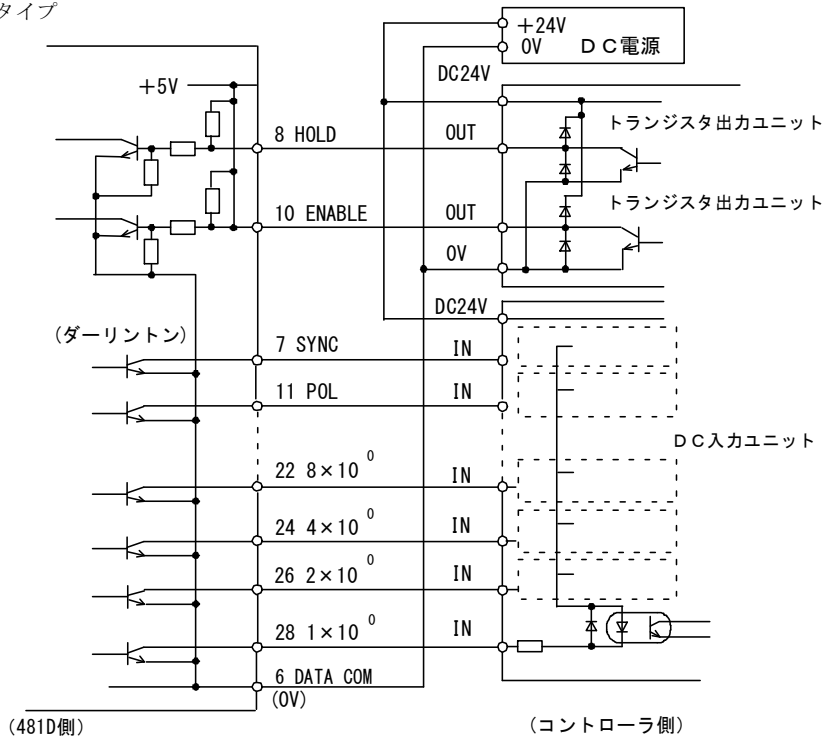 タイプ
+24V
0V DC電源
DC24V
+5V
トランジスタ出力ユニット
8 HOLD OUT
トランジスタ出力ユニット
10 ENABLE OUT
0V
DC24V
(ダーリントン)
7 SYNC IN
11 POL IN
DC入力ユニット
22 8×10⁰ IN
24 4×10⁰ IN
26 2×10⁰ IN
28 1×10⁰ IN
6 DATA COM
(0V)
(481D側) (コントローラ側)